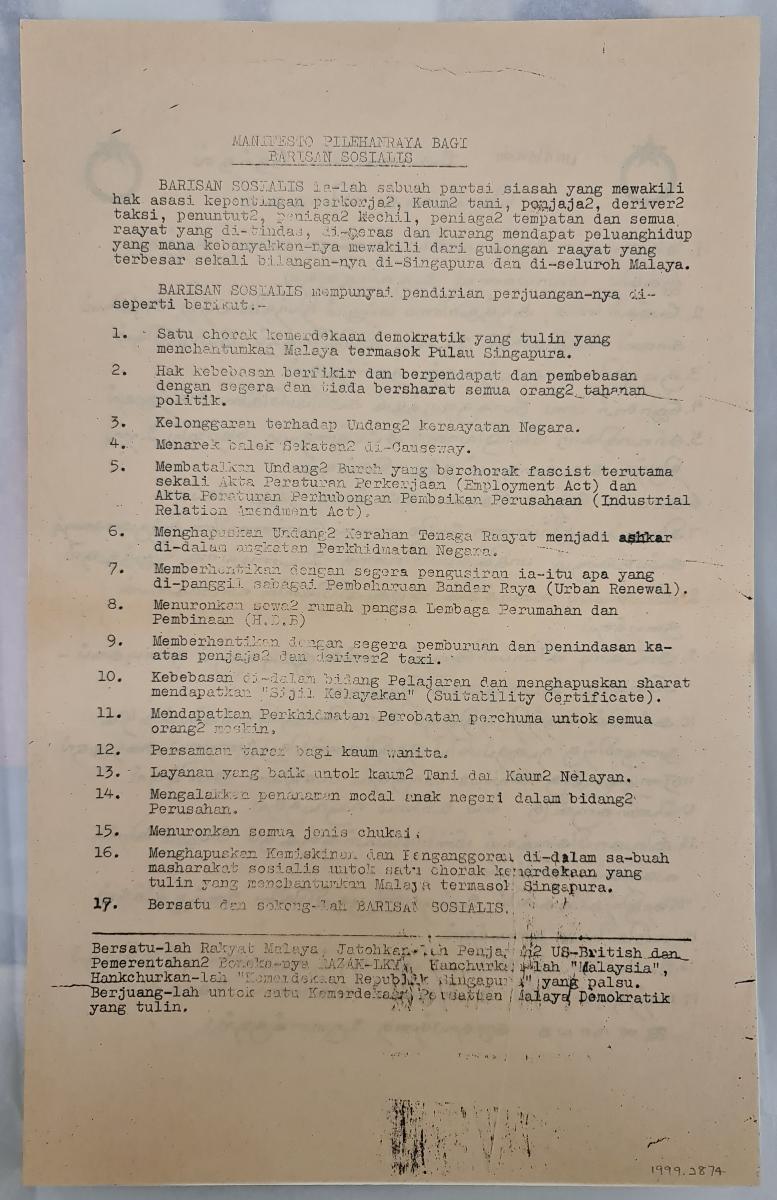 MANIFESTO PILEHANRAYA BAGI
BARISAN SOSIALIS
BARISAN SOSIALIS ia-lah sabuah partai siasah yang mewakili
hak asasi kepentingan perkorja2, Kaum2 tani, penjaja2, deriver2
taksi, penuntut2, peniaga2 Kechil, peniaga2 tempatan dan semua
raayat yang di-tindas, di-peras dan kurang mendapat peluanghidup
yang mana kebanyakken-nya mewakili dari gulongan raayat yang
terbesar sekali bilangan-nya di-Singapura dan di-seluroh Malaya.
BARISAN SOSIALIS mempunyai pendirian perjuangan-nya di-
seperti berikut:-
1. Satu chorak kemerdekaan demokratik yang tulin yang
menchantumkan Malaya termasok Pulau Singapura.
2. Hak kebebasan berfikir dan berpendapat dan pembebasan
dengan segera dan tiada bersharat semua orang2 tahanan
politik.
3. Kelonggaran terhadap Undang2 keraayatan Negara.
4. Menarek balek Sekatan2 di-Causeway.
5. Membatalkan Undang2 Buroh yang berchorak fascist terutama
sekali Akta Peraturan Perkerjaan (Employment Act) dan
Akta Peraturan Perhubongan Pembaikan Perusahaan (Industrial
Relation Amendment Act).
6. Menghapuskan Undang2 Kerahan Tenaga Raayat menjadi ashkar
di-dalam angkatan Perkhidmatan Negara.
7. Memberhentikan dengan segera pengusiran ia-itu apa yang
di-panggil sabagai Pembaharuan Bandar Raya (Urban Renewal).
8. Menuronkan sewa2 rumah pangsa Lembaga Perumahan dan
Pembinaan (H.D.B)
9. Memberhentikan dengan segera pemburuan dan penindasan ka-
atas penjaja2 dan deriver2 taxi.
10. Kebebasan di-dalam bidang Pelajaran dan menghapuskan sharat
mendapatkan "Sijil Kelayakan" (Suitability Certificate).
11. Mendapatkan Perkhidmatan Perobatan perchuma untok semua
orang2 meskin.
12. Persamaan taraf bagi kaum wanita.
13. Layanan yang baik untok kaum2 Tani dan Kaum2 Nelayan.
14. Mengalakkan penanaman modal anak negeri dalam bidang2
Perusahan.
15. Menuronkan semua jenis chukai.
16. Menghapuskan Kemiskinan dan Penganggoran di-dalam sa-buah
masharakat sosialis untok satu chorak kemerdekaan yang
tulin yang menchantumkan Malaya termasok Singapura.
17. Bersatu dan sokong-lah BARISAN SOSIALIS.
Bersatu-lah Rakyat Malaya, Jatohkan-lah Penjajah2 US-British dan
Pemerentahan2 Boneka-nya RAZAK-LKY, Hanchurkan-lah "Malaysia",
Hankchurkan-lah "Kemerdekaan Republik Singapura" yang palsu.
Berjuang-lah untok satu Kemerdekaan Persatuan Malaya Demokratik
yang tulin.
1999.2874